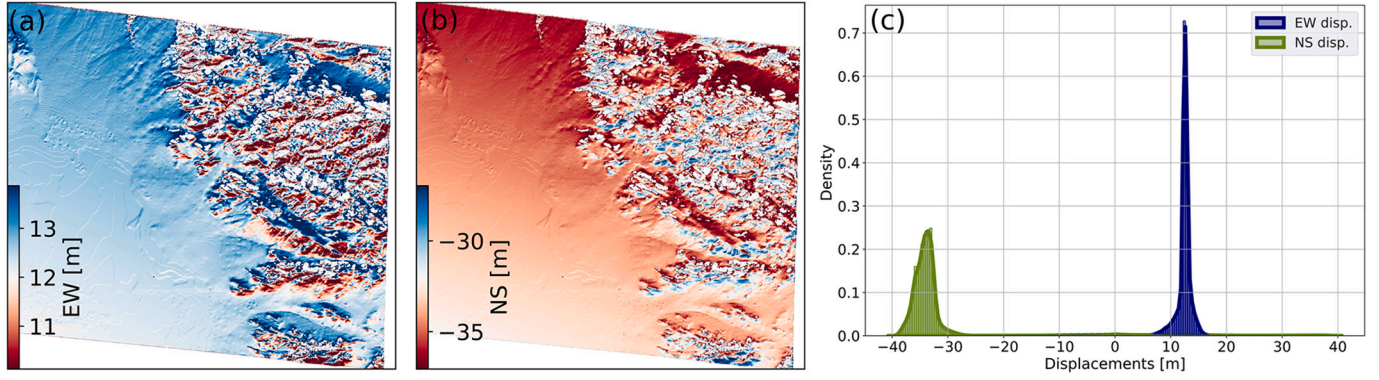 (a)
13
12
11
EW [m]
(b)
−30
−35
NS [m]
(c)
EW disp.
NS disp.
0.7
0.6
0.5
0.4
0.3
0.2
0.1
0.0
Density
−40 −30 −20 −10 0 10 20 30 40
Displacements [m]